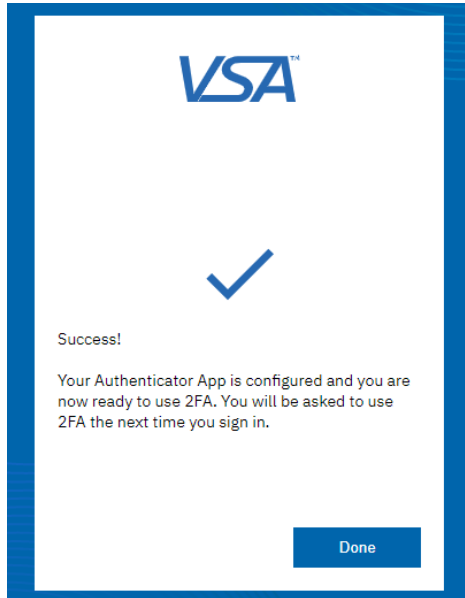 VSA™
Success!
Your Authenticator App is configured and you are
now ready to use 2FA. You will be asked to use
2FA the next time you sign in.
Done